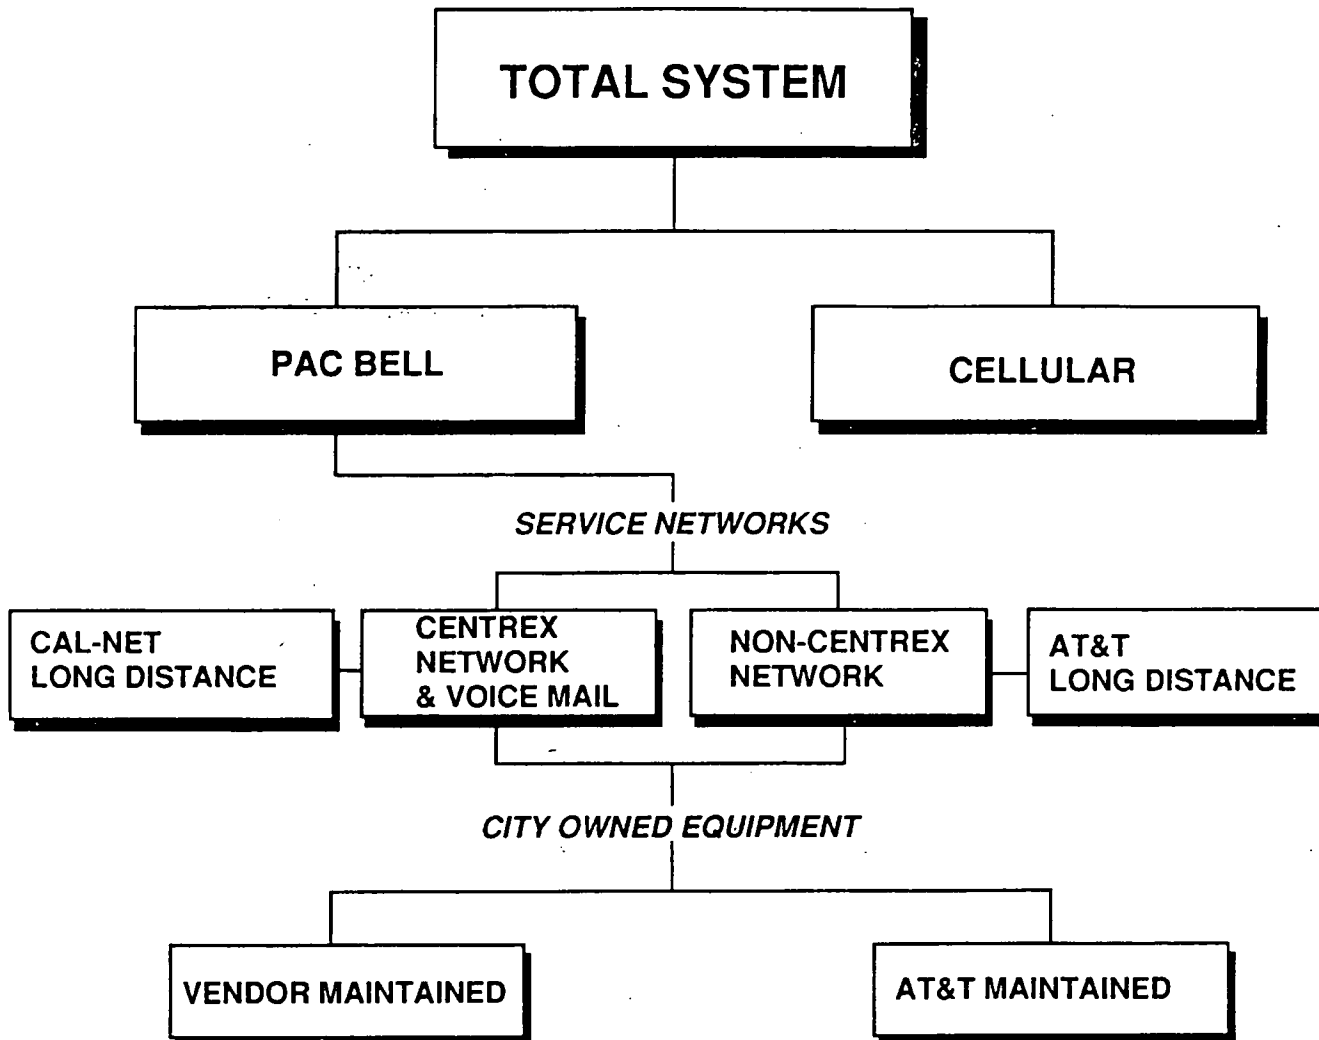 TOTAL SYSTEM
PAC BELL
CELLULAR
SERVICE NETWORKS
CAL-NET
LONG DISTANCE
CENTREX
NETWORK
& VOICE MAIL
NON-CENTREX
NETWORK
AT&T
LONG DISTANCE
CITY OWNED EQUIPMENT
VENDOR MAINTAINED
AT&T MAINTAINED